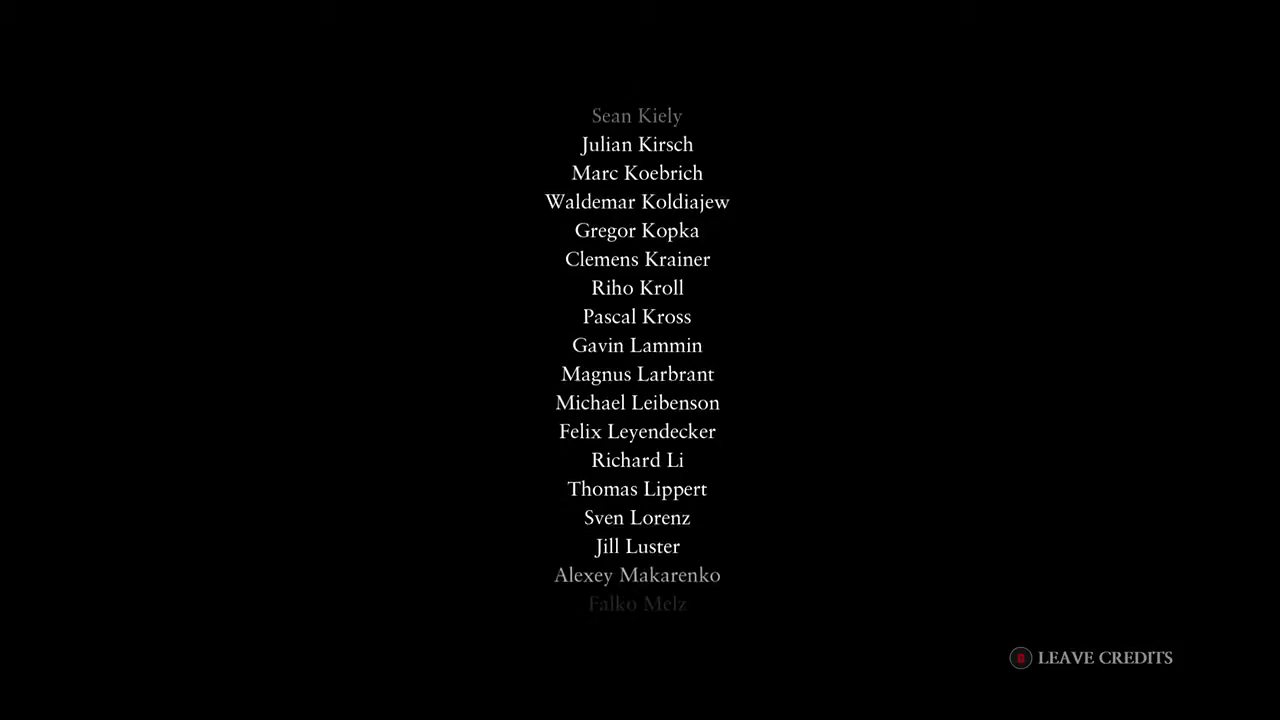 Sean Kiely
Julian Kirsch
Marc Koebrich
Waldemar Koldiajew
Gregor Kopka
Clemens Krainer
Riho Kroll
Pascal Kross
Gavin Lammin
Magnus Larbrant
Michael Leibenson
Felix Leyendecker
Richard Li
Thomas Lippert
Sven Lorenz
Jill Luster
Alexey Makarenko
Falko Melz
B LEAVE CREDITS